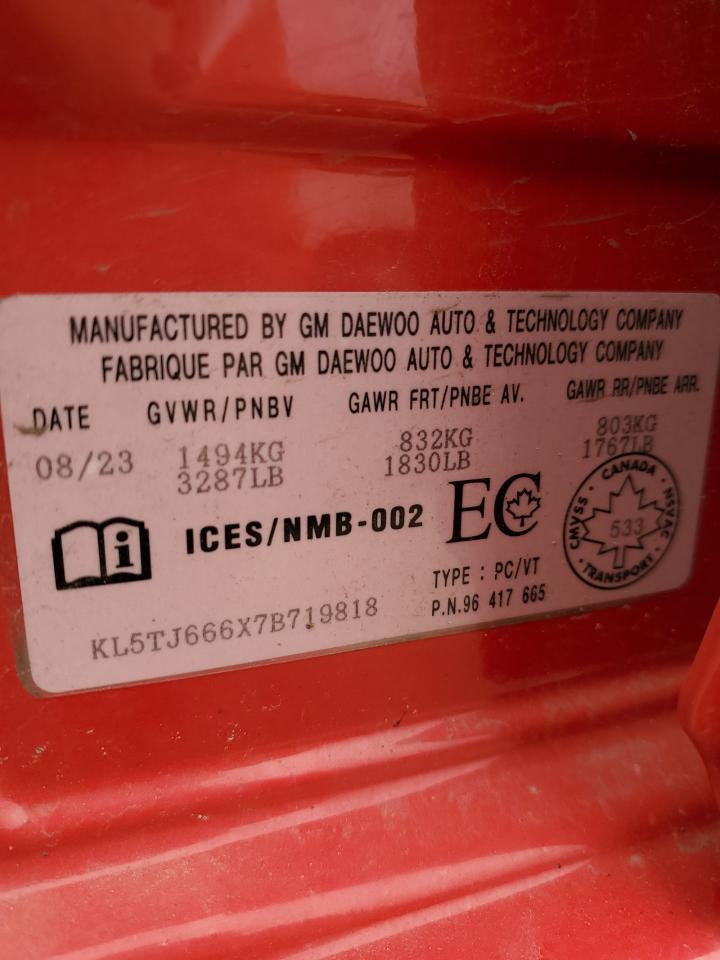 MANUFACTURED BY GM DAEWOO AUTO & TECHNOLOGY COMPANY
FABRIQUE PAR GM DAEWOO AUTO & TECHNOLOGY COMPANY
DATE GVWR/PNBV GAWR FRT/PNBE AV. GAWR RR/PNBE ARR.
08/23 1494KG 832KG 803KG
3287LB 1830LB 1767LB
i ICES/NMB-002 EC
CANADA
CMVSS 533 NSVAC
TRANSPORT
TYPE : PC/VT
P.N.96 417 665
KL5TJ666X7B719818